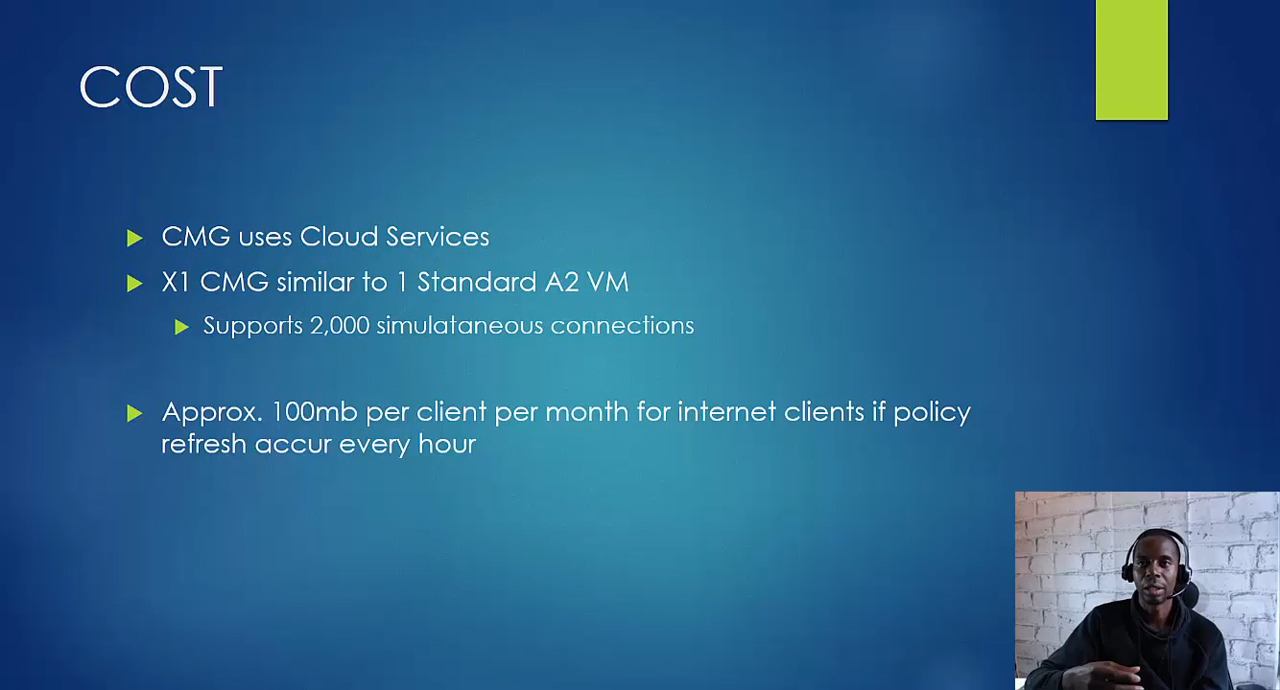 COST
CMG uses Cloud Services
X1 CMG similar to 1 Standard A2 VM
Supports 2,000 simulataneous connections
Approx. 100mb per client per month for internet clients if policy
refresh accur every hour